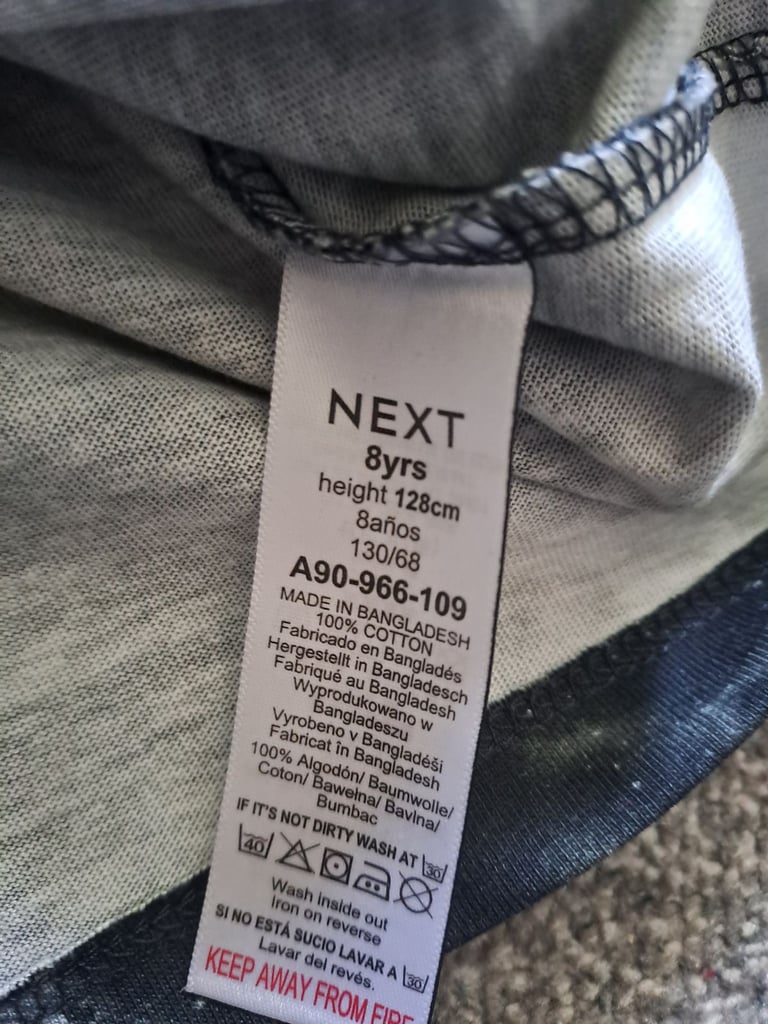 NEXT
8yrs
height 128cm
8años
130/68
A90-966-109
MADE IN BANGLADESH
100% COTTON
Fabricado en Bangladés
Hergestellt in Bangladesch
Fabriqué au Bangladesh
Wyprodukowano w
Bangladeszu
Vyrobeno v Bangladéši
Fabricat în Bangladesh
100% Algodón/ Baumwolle/
Coton/ Bawełna/ Bavlna/
Bumbac
IF IT'S NOT DIRTY WASH AT 30
40
Wash inside out
Iron on reverse
SI NO ESTÁ SUCIO LAVAR A 30
Lavar del revés.
KEEP AWAY FROM FIRE